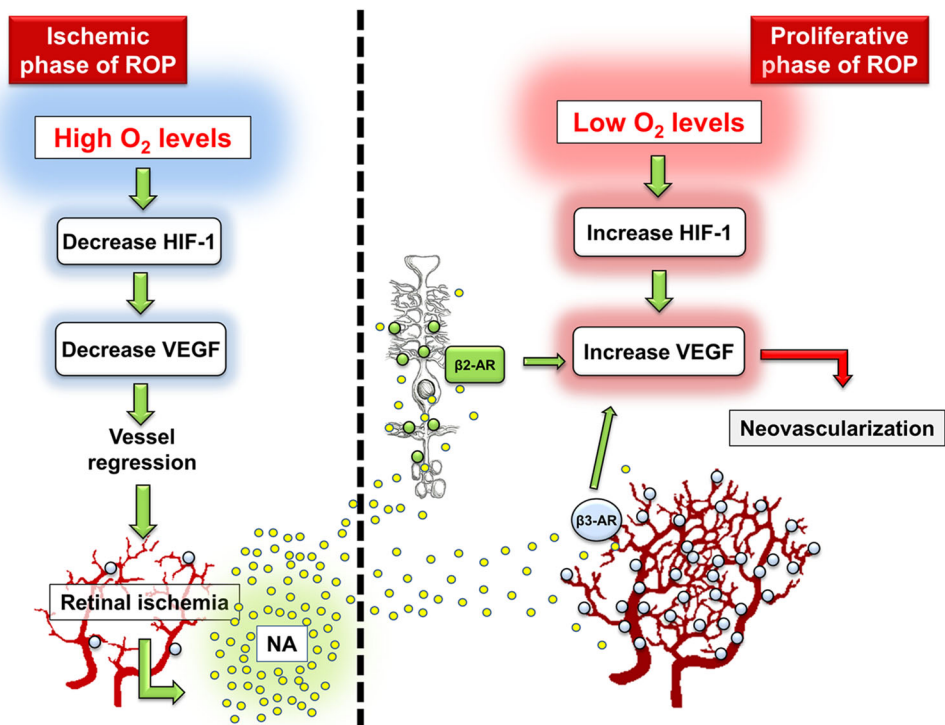 Ischemic
phase of ROP
High O₂ levels
Decrease HIF-1
Decrease VEGF
Vessel
regression
Retinal ischemia
NA
Proliferative
phase of ROP
Low O₂ levels
Increase HIF-1
β2-AR
Increase VEGF
Neovascularization
β3-AR